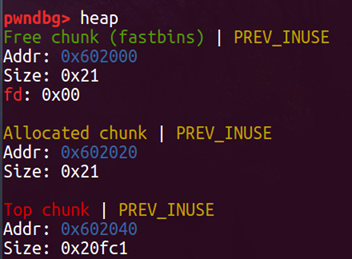 pwndbg> heap
Free chunk (fastbins) | PREV_INUSE
Addr: 0x602000
Size: 0x21
fd: 0x00
Allocated chunk | PREV_INUSE
Addr: 0x602020
Size: 0x21
Top chunk | PREV_INUSE
Addr: 0x602040
Size: 0x20fc1